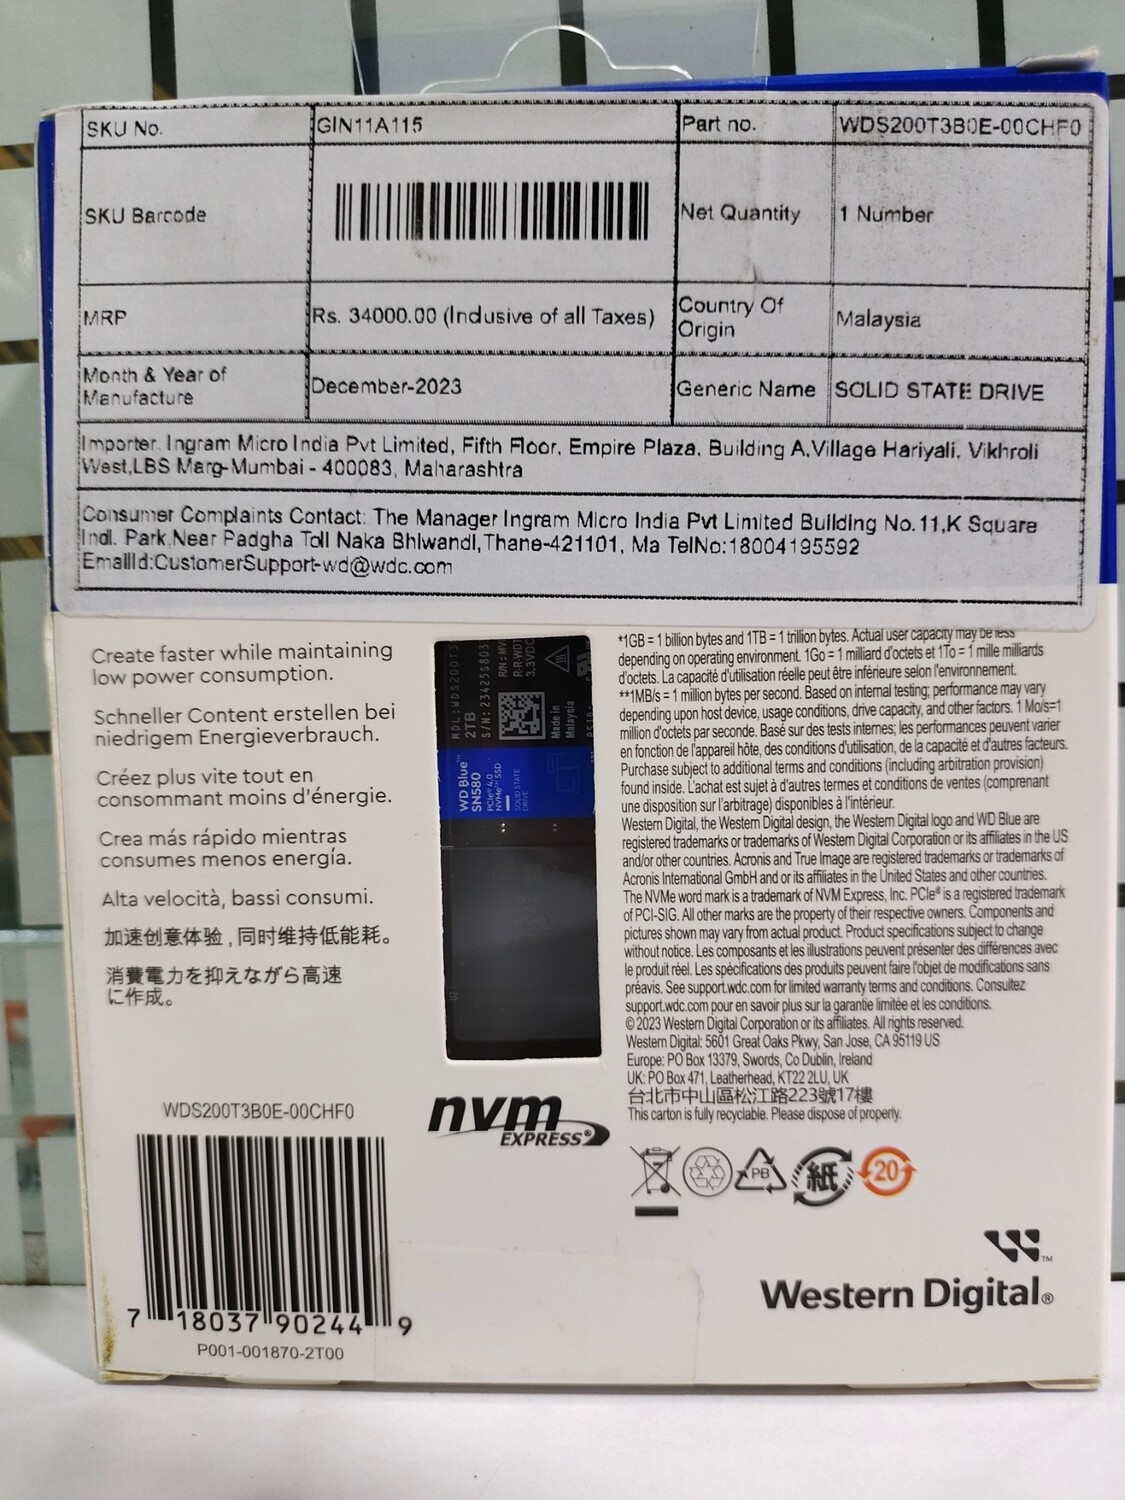 SKU No.
GIN11A115
Part no.
WDS200T3B0E-00CHF0
SKU Barcode
Net Quantity
1 Number
MRP
Rs. 34000.00 (Inclusive of all Taxes)
Country Of
Origin
Malaysia
Month & Year of
Manufacture
December-2023
Generic Name
SOLID STATE DRIVE
Importer. Ingram Micro India Pvt Limited, Fifth Floor, Empire Plaza, Building A,Village Hariyali, Vikhroli
West,LBS Marg-Mumbai - 400083, Maharashtra
Consumer Complaints Contact: The Manager Ingram Micro India Pvt Limited Building No.11,K Square
Indl. Park,Near Padgha Toll Naka Bhiwandi,Thane-421101, Ma TelNo:18004195592
EmailId:CustomerSupport-wd@wdc.com
Create faster while maintaining
low power consumption.
Schneller Content erstellen bei
niedrigem Energieverbrauch.
Créez plus vite tout en
consommant moins d'énergie.
Crea más rápido mientras
consumes menos energía.
Alta velocità, bassi consumi.
加速创意体验,同时维持低能耗。
消費電力を抑えながら高速
に作成。
MDL:WDS200T3
2TB
S/N:23425S803
3.3VDC
Made in
Malaysia
WD Blue™
SN580
PCIe® 4.0
NVMe™ SSD
SOLID STATE
DRIVE
*1GB = 1 billion bytes and 1TB = 1 trillion bytes. Actual user capacity may be less
depending on operating environment. 1Go = 1 milliard d'octets et 1To = 1 mille milliards
d'octets. La capacité d'utilisation réelle peut être inférieure selon l'environnement.
**1MB/s = 1 million bytes per second. Based on internal testing; performance may vary
depending upon host device, usage conditions, drive capacity, and other factors. 1 Mo/s=1
million d'octets par seconde. Basé sur des tests internes; les performances peuvent varier
en fonction de l'appareil hôte, des conditions d'utilisation, de la capacité et d'autres facteurs.
Purchase subject to additional terms and conditions (including arbitration provision)
found inside. L'achat est sujet à d'autres termes et conditions de ventes (comprenant
une disposition sur l'arbitrage) disponibles à l'intérieur.
Western Digital, the Western Digital design, the Western Digital logo and WD Blue are
registered trademarks or trademarks of Western Digital Corporation or its affiliates in the US
and/or other countries. Acronis and True Image are registered trademarks or trademarks of
Acronis International GmbH and or its affiliates in the United States and other countries.
The NVMe word mark is a trademark of NVM Express, Inc. PCIe® is a registered trademark
of PCI-SIG. All other marks are the property of their respective owners. Components and
pictures shown may vary from actual product. Product specifications subject to change
without notice. Les composants et les illustrations peuvent présenter des différences avec
le produit réel. Les spécifications des produits peuvent faire l'objet de modifications sans
préavis. See support.wdc.com for limited warranty terms and conditions. Consultez
support.wdc.com pour en savoir plus sur la garantie limitée et les conditions.
© 2023 Western Digital Corporation or its affiliates. All rights reserved.
Western Digital: 5601 Great Oaks Pkwy, San Jose, CA 95119 US
Europe: PO Box 13379, Swords, Co Dublin, Ireland
UK: PO Box 471, Leatherhead, KT22 2LU, UK
台北市中山區松江路223號17樓
This carton is fully recyclable. Please dispose of properly.
nvm
EXPRESS®
PB
紙
20
WDS200T3B0E-00CHF0
7 18037 90244 9
P001-001870-2T00
Western Digital®